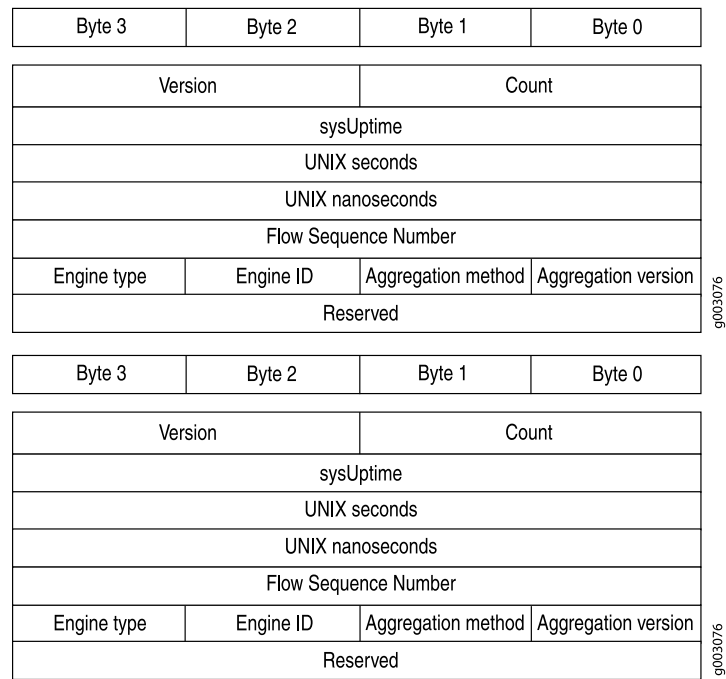 Byte 3 Byte 2 Byte 1 Byte 0
Version Count
sysUptime
UNIX seconds
UNIX nanoseconds
Flow Sequence Number
Engine type Engine ID Aggregation method Aggregation version
Reserved
g003076
Byte 3 Byte 2 Byte 1 Byte 0
Version Count
sysUptime
UNIX seconds
UNIX nanoseconds
Flow Sequence Number
Engine type Engine ID Aggregation method Aggregation version
Reserved
g003076